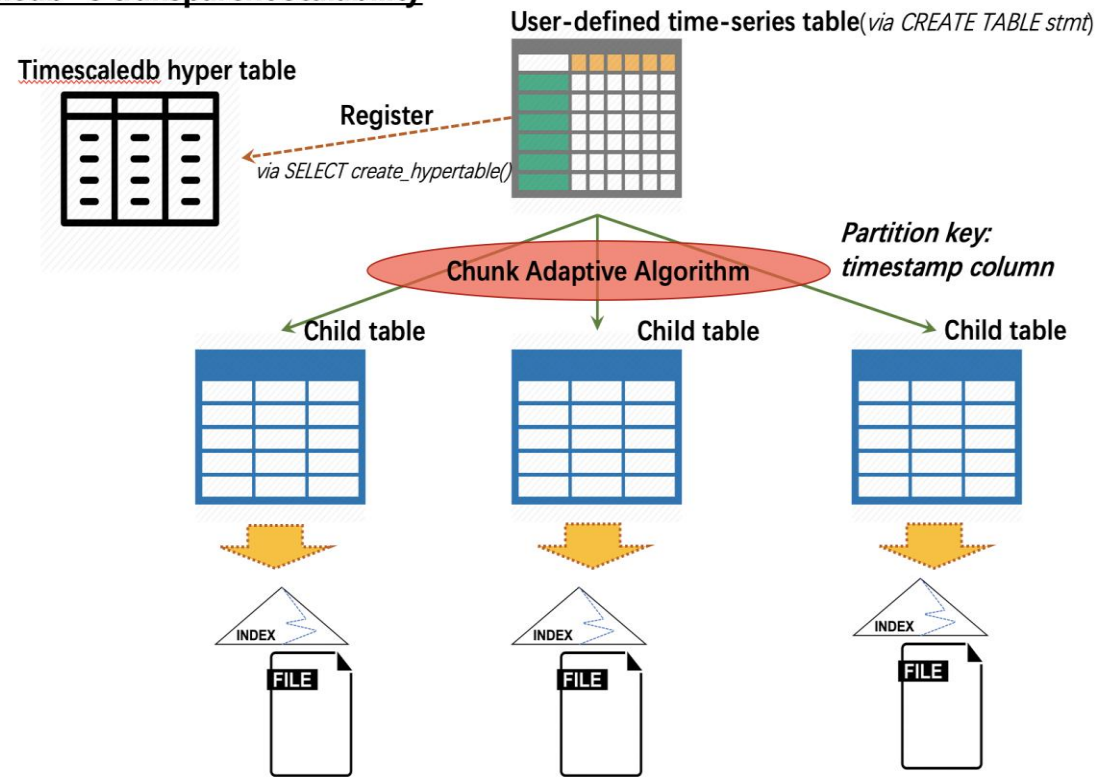 User-defined time-series table(via CREATE TABLE stmt)
Timescaledb hyper table
Register
via SELECT create_hypertable()
Partition key:
timestamp column
Chunk Adaptive Algorithm
Child table
Child table
Child table
INDEX
INDEX
INDEX
FILE
FILE
FILE